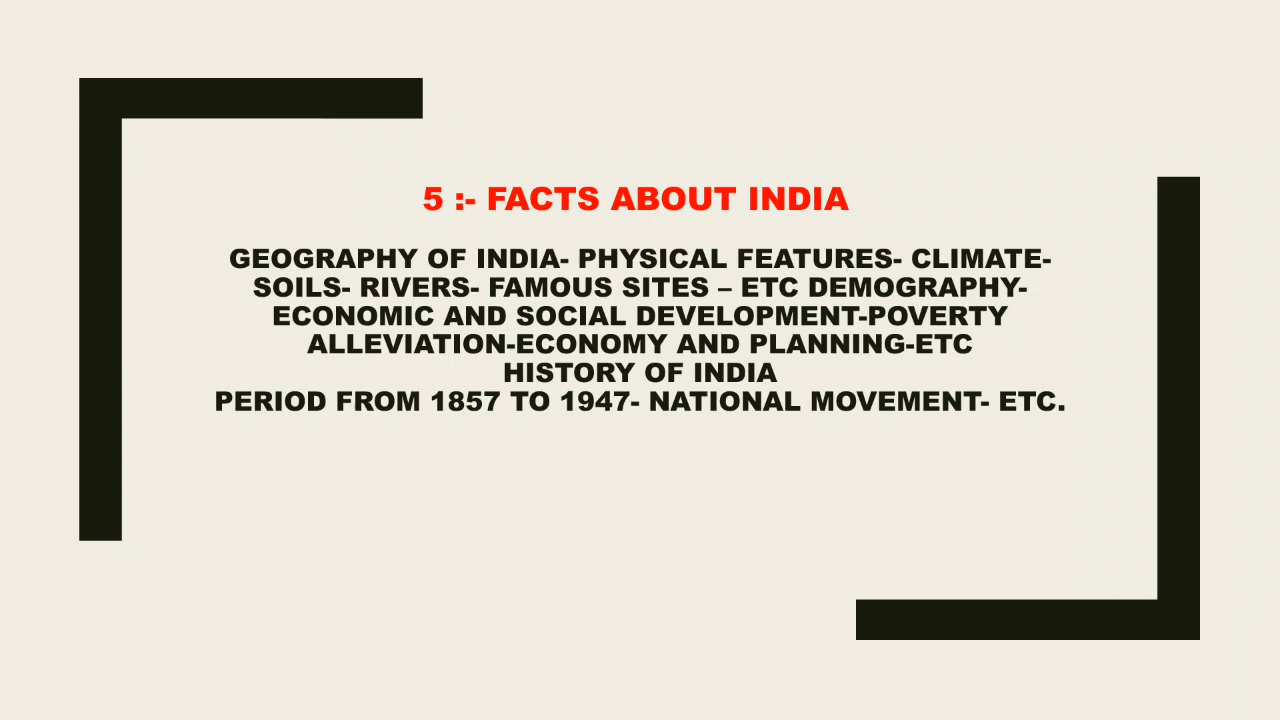 5 :- FACTS ABOUT INDIA
GEOGRAPHY OF INDIA- PHYSICAL FEATURES- CLIMATE-
SOILS- RIVERS- FAMOUS SITES – ETC DEMOGRAPHY-
ECONOMIC AND SOCIAL DEVELOPMENT-POVERTY
ALLEVIATION-ECONOMY AND PLANNING-ETC
HISTORY OF INDIA
PERIOD FROM 1857 TO 1947- NATIONAL MOVEMENT- ETC.